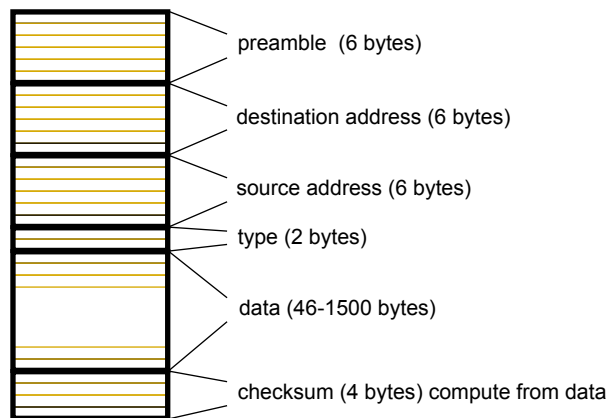 preamble (6 bytes)
destination address (6 bytes)
source address (6 bytes)
type (2 bytes)
data (46-1500 bytes)
checksum (4 bytes) compute from data